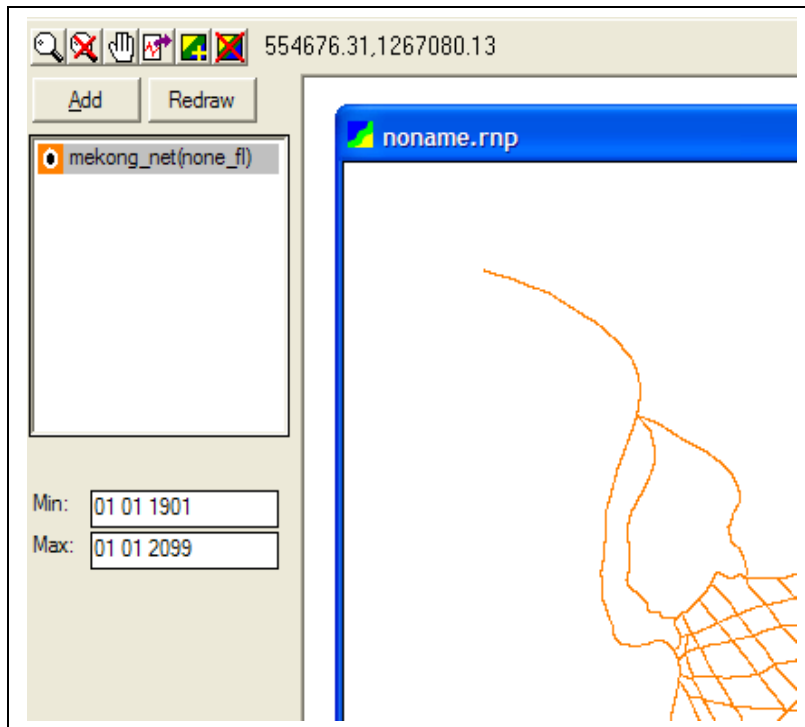 554676.31,1267080.13
Add Redraw
mekong_net(none_fl)
noname.rnp
Min: 01 01 1901
Max: 01 01 2099